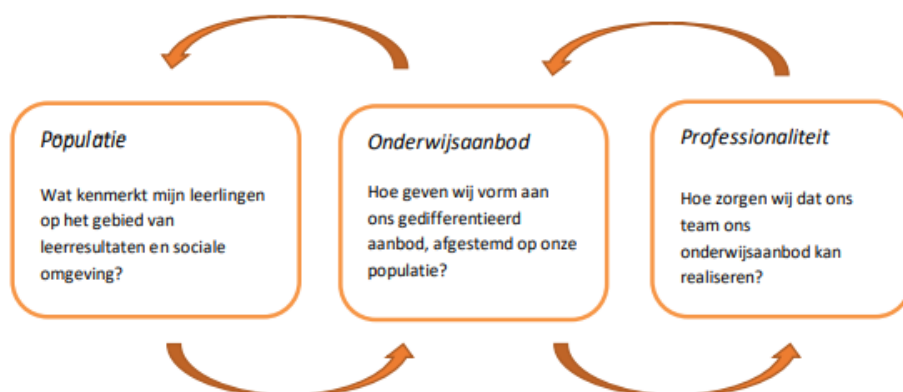 Populatie
Wat kenmerkt mijn leerlingen
op het gebied van
leerresultaten en sociale
omgeving?
Onderwijsaanbod
Hoe geven wij vorm aan
ons gedifferentieerd
aanbod, afgestemd op onze
populatie?
Professionaliteit
Hoe zorgen wij dat ons
team ons
onderwijsaanbod kan
realiseren?